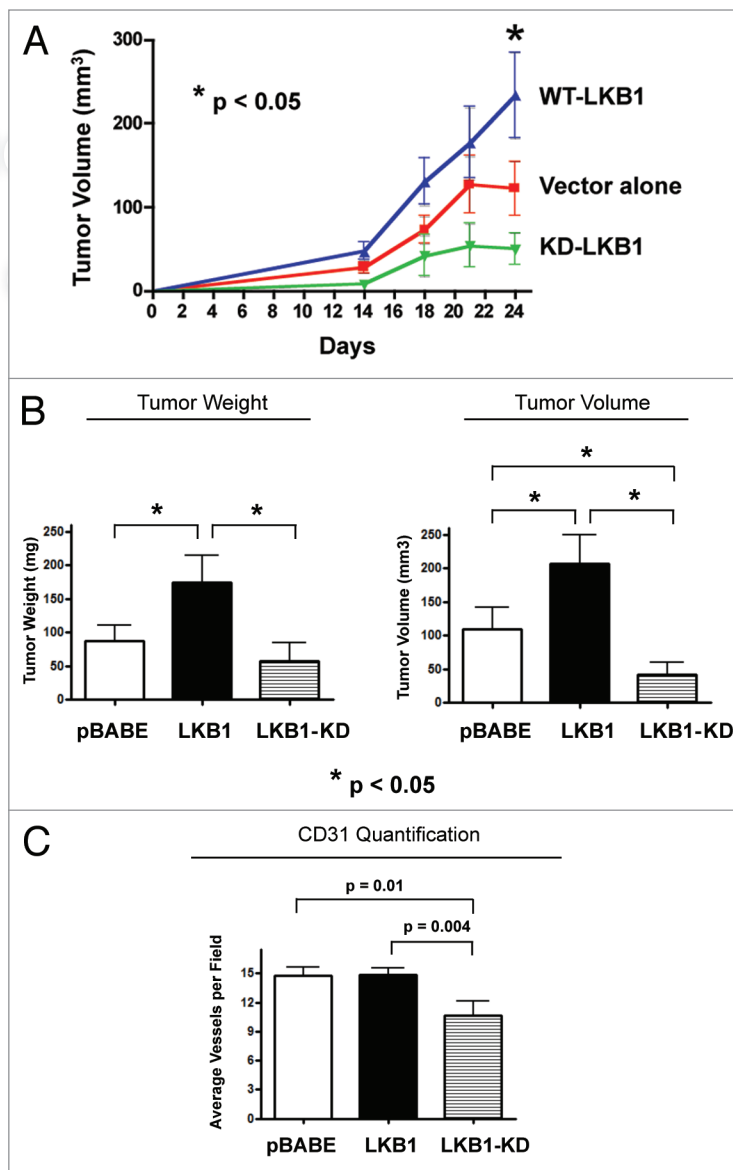 A
Tumor Volume (mm³)
300
200
100
0
* p < 0.05
*
WT-LKB1
Vector alone
KD-LKB1
0 2 4 6 8 10 12 14 16 18 20 22 24
Days
B
Tumor Weight
Tumor Weight (mg)
250
200
150
100
50
0
* *
pBABE LKB1 LKB1-KD
Tumor Volume
Tumor Volume (mm3)
250
200
150
100
50
0
*
* *
pBABE LKB1 LKB1-KD
* p < 0.05
C
CD31 Quantification
p = 0.01
p = 0.004
Average Vessels per Field
15
12
9
6
3
0
pBABE LKB1 LKB1-KD